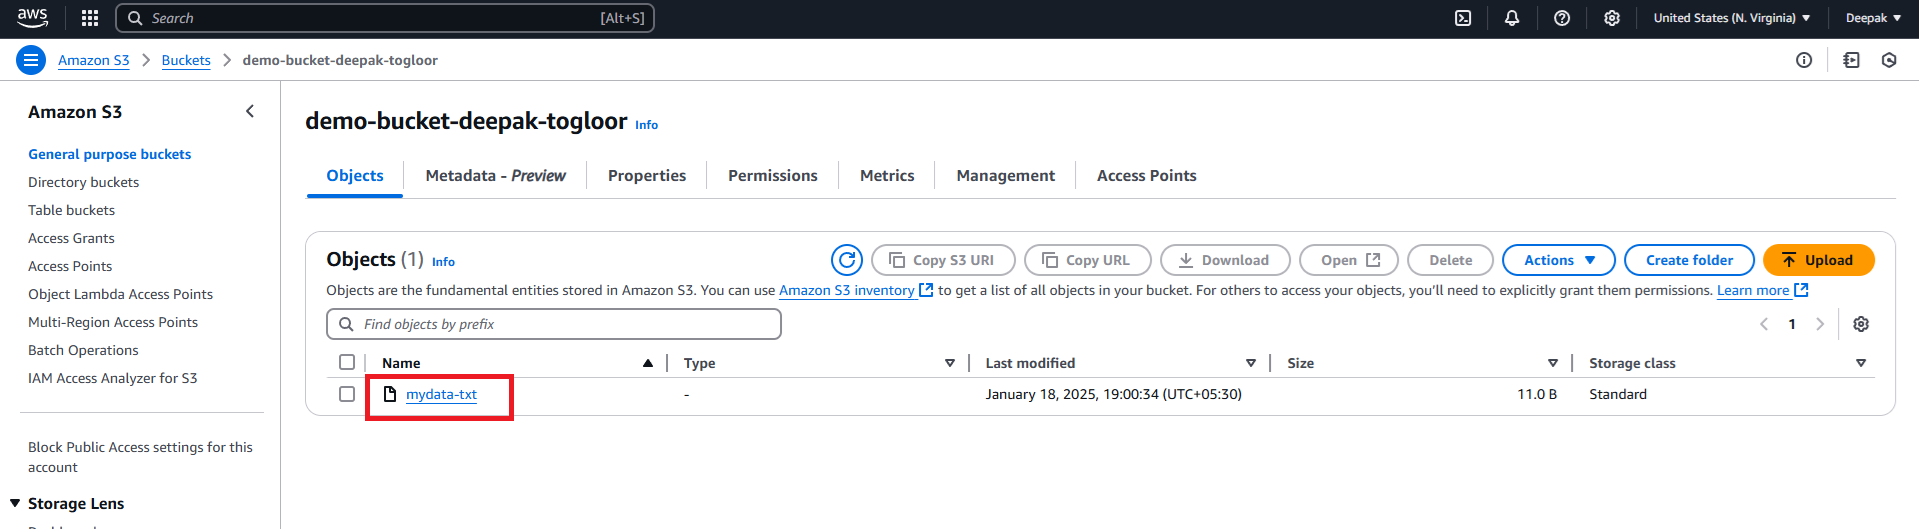 aws Search [Alt+S] United States (N. Virginia) Deepak
Amazon S3 Buckets demo-bucket-deepak-togloor
Amazon S3
General purpose buckets
Directory buckets
Table buckets
Access Grants
Access Points
Object Lambda Access Points
Multi-Region Access Points
Batch Operations
IAM Access Analyzer for S3
Block Public Access settings for this
account
Storage Lens
demo-bucket-deepak-togloor Info
Objects Metadata - Preview Properties Permissions Metrics Management Access Points
Objects (1) Info Copy S3 URI Copy URL Download Open Delete Actions Create folder Upload
Objects are the fundamental entities stored in Amazon S3. You can use Amazon S3 inventory to get a list of all objects in your bucket. For others to access your objects, you'll need to explicitly grant them permissions. Learn more
Find objects by prefix 1
Name Type Last modified Size Storage class
mydata-txt - January 18, 2025, 19:00:34 (UTC+05:30) 11.0 B Standard